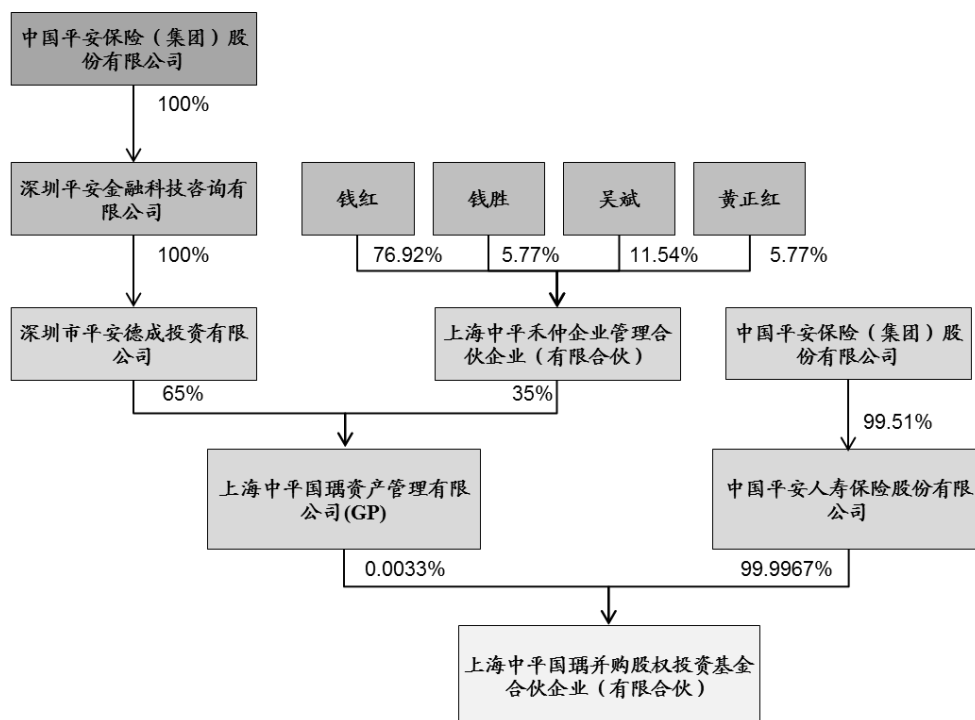 中国平安保险（集团）股
份有限公司
100%
深圳平安金融科技咨询有
限公司
钱红
钱胜
吴斌
黄正红
100%
76.92%
5.77%
11.54%
5.77%
深圳市平安德成投资有限
公司
上海中平禾仲企业管理合
伙企业（有限合伙）
中国平安保险（集团）股
份有限公司
65%
35%
99.51%
上海中平国瑀资产管理有限
公司(GP)
中国平安人寿保险股份有限
公司
0.0033%
99.9967%
上海中平国瑀并购股权投资基金
合伙企业（有限合伙）